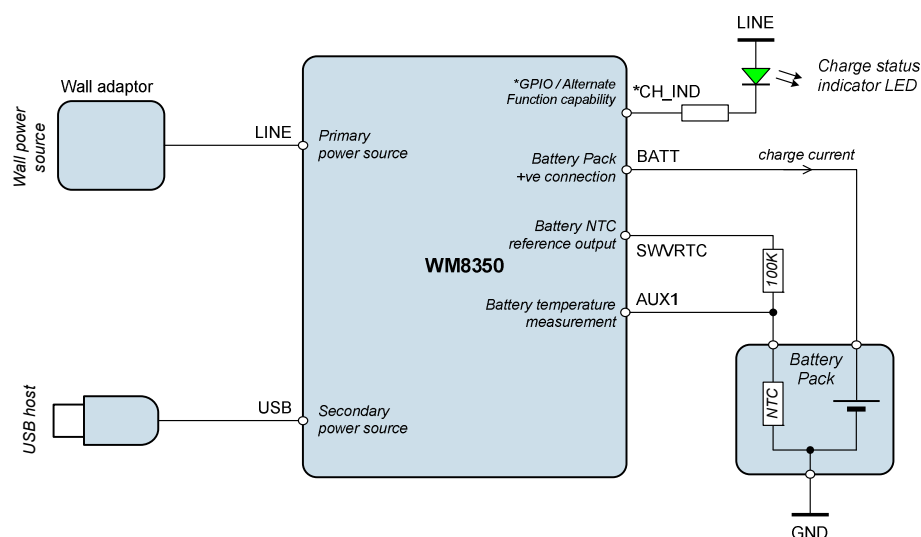 LINE
Charge status
indicator LED
*GPIO / Alternate
Function capability
*CH_IND
Wall adaptor
Wall power
source
LINE
Primary
power source
Battery Pack
+ve connection
BATT
charge current
Battery NTC
reference output
SWVRTC
100K
WM8350
Battery temperature
measurement
AUX1
Battery
Pack
NTC
USB host
USB
Secondary
power source
GND